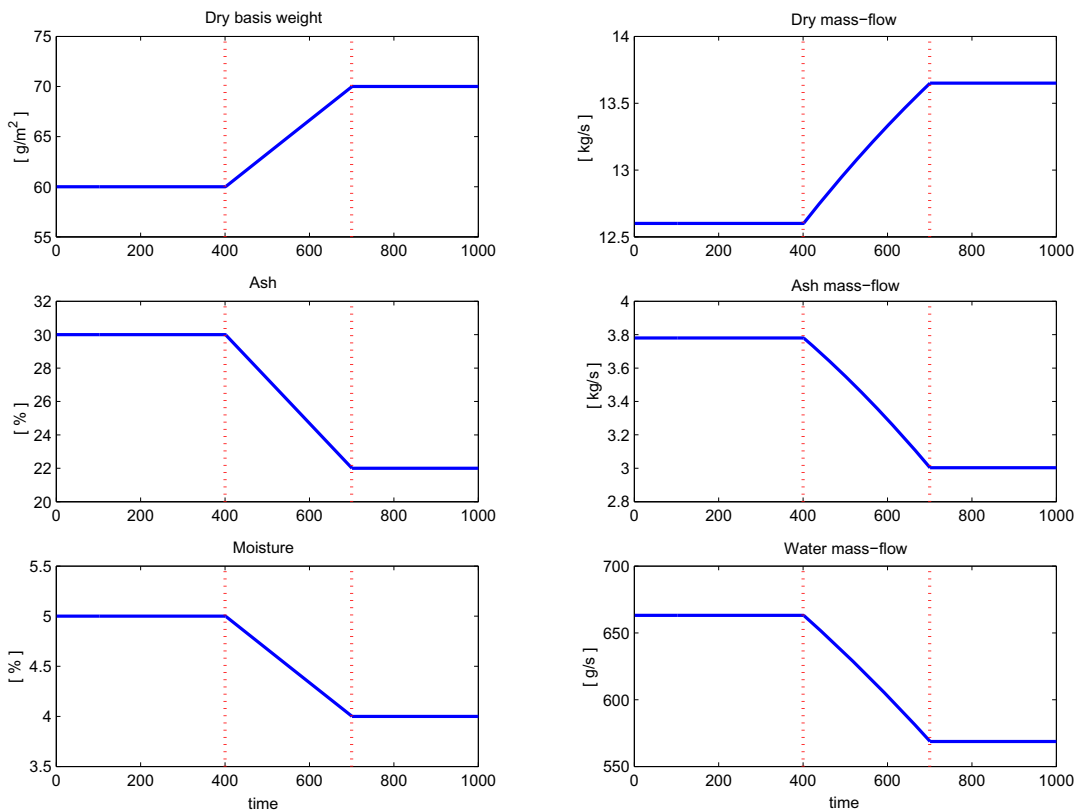 Dry basis weight
[ g/m²]
75
70
65
60
55
0 200 400 600 800 1000
Dry mass−flow
[ kg/s]
14
13.5
13
12.5
0 200 400 600 800 1000
Ash
[ % ]
32
30
28
26
24
22
20
0 200 400 600 800 1000
Ash mass−flow
[ kg/s]
4
3.8
3.6
3.4
3.2
3
2.8
0 200 400 600 800 1000
Moisture
[ % ]
5.5
5
4.5
4
3.5
0 200 400 600 800 1000
time
Water mass−flow
[ g/s]
700
650
600
550
0 200 400 600 800 1000
time